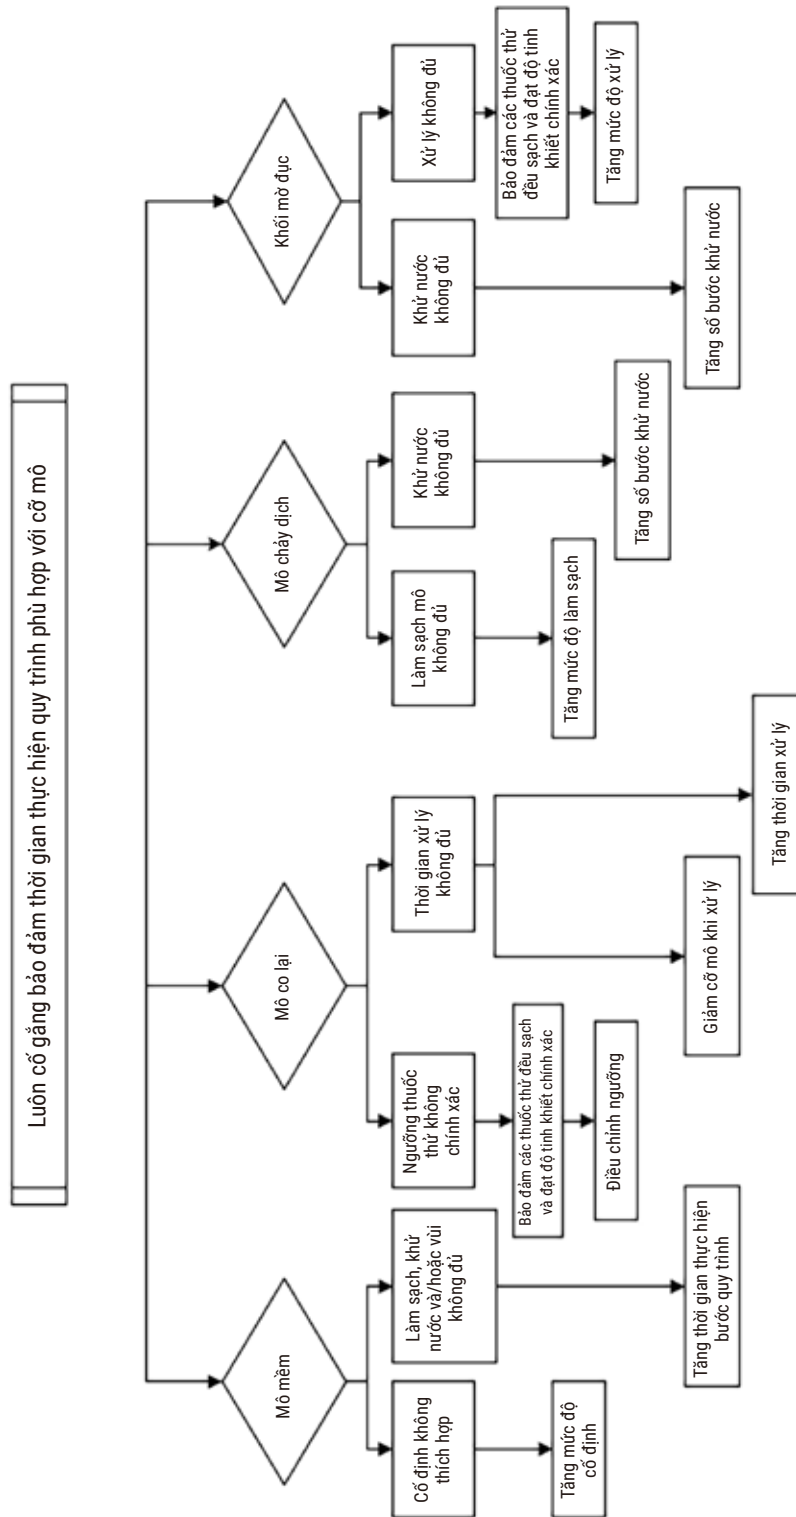 Luôn cố gắng bảo đảm thời gian thực hiện quy trình phù hợp với cỡ mô
Mô mềm
Mô co lại
Mô chảy dịch
Khối mờ đục
Cố định không
thích hợp
Làm sạch, khử
nước và/hoặc vùi
không đủ
Ngưỡng thuốc
thử không
chính xác
Thời gian xử lý
không đủ
Làm sạch mô
không đủ
Khử nước
không đủ
Khử nước
không đủ
Xử lý không đủ
Bảo đảm các thuốc thử đều sạch
và đạt độ tinh khiết chính xác
Bảo đảm các thuốc thử
đều sạch và đạt độ tinh
khiết chính xác
Tăng mức độ
cố định
Điều chỉnh ngưỡng
Tăng mức độ làm sạch
Tăng số bước khử nước
Tăng mức độ xử lý
Tăng thời gian thực hiện
bước quy trình
Giảm cỡ mô khi xử lý
Tăng thời gian xử lý
Tăng số bước khử nước